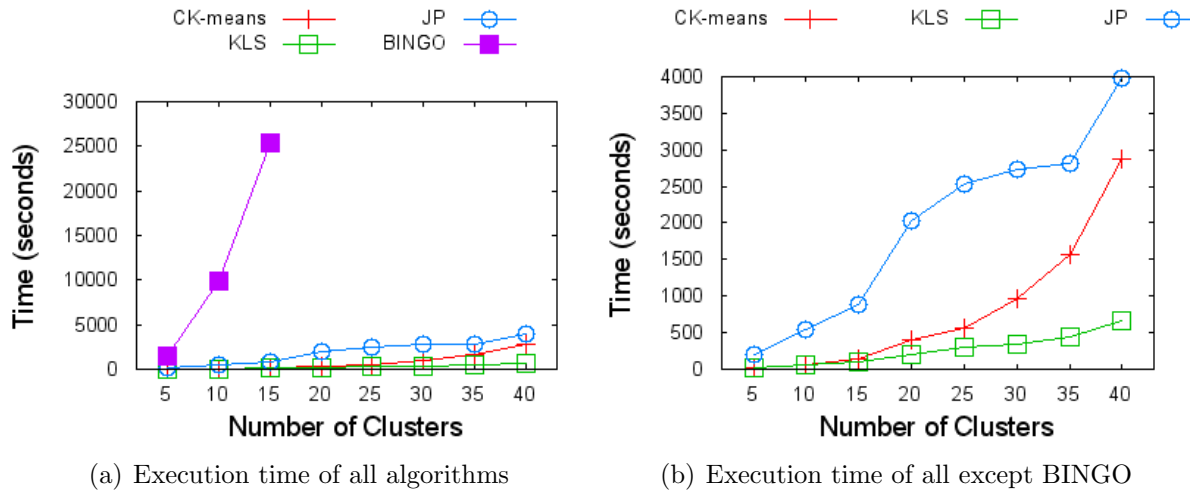 CK-means JP
KLS BINGO
30000
25000
20000
15000
10000
5000
0
Time (seconds)
5 10 15 20 25 30 35 40
Number of Clusters
(a) Execution time of all algorithms
CK-means KLS JP
4000
3500
3000
2500
2000
1500
1000
500
0
Time (seconds)
5 10 15 20 25 30 35 40
Number of Clusters
(b) Execution time of all except BINGO